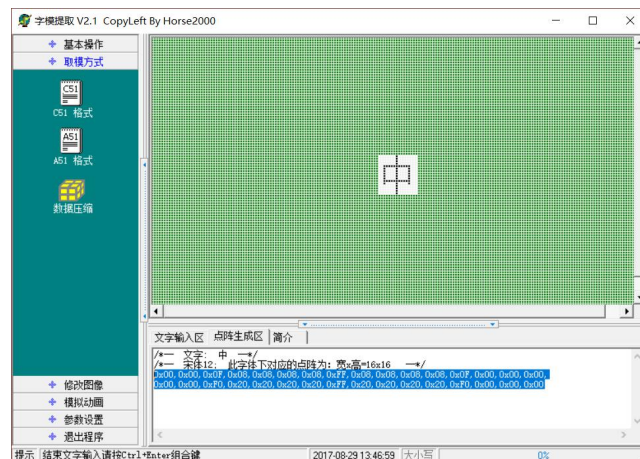 字模提取 V2.1 CopyLeft By Horse2000
基本操作
取模方式
C51
C51 格式
A51
A51 格式
数据压缩
中
文字输入区 点阵生成区 简介
/*-- 文字: 中 --*/
/*-- 宋体12; 此字体下对应的点阵为：宽x高=16x16 --*/
0x00,0x00,0x0F,0x08,0x08,0x08,0x08,0xFF,0x08,0x08,0x08,0x08,0x0F,0x00,0x00,0x00,
0x00,0x00,0xF0,0x20,0x20,0x20,0x20,0xFF,0x20,0x20,0x20,0x20,0xF0,0x00,0x00,0x00
修改图像
模拟动画
参数设置
退出程序
提示 结束文字输入请按Ctrl+Enter组合键 2017-08-29 13:46:59 大小写 0%